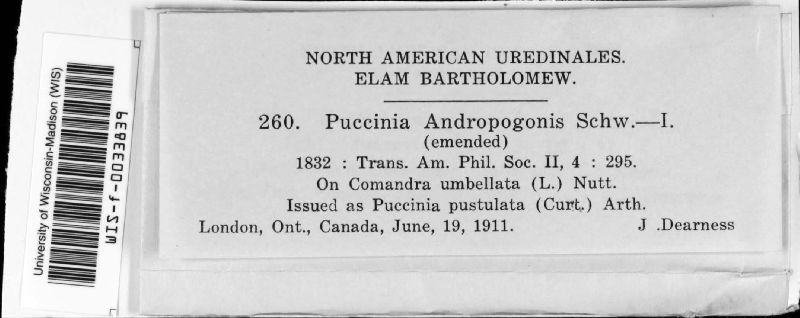 University of Wisconsin-Madison (WIS)
WIZ-f-0033839
NORTH AMERICAN UREDINALES.
ELAM BARTHOLOMEW.
260. Puccinia Andropogonis Schw.—I.
(emended)
1832 : Trans. Am. Phil. Soc. II, 4 : 295.
On Comandra umbellata (L.) Nutt.
Issued as Puccinia pustulata (Curt.) Arth.
London, Ont., Canada, June, 19, 1911. J .Dearness